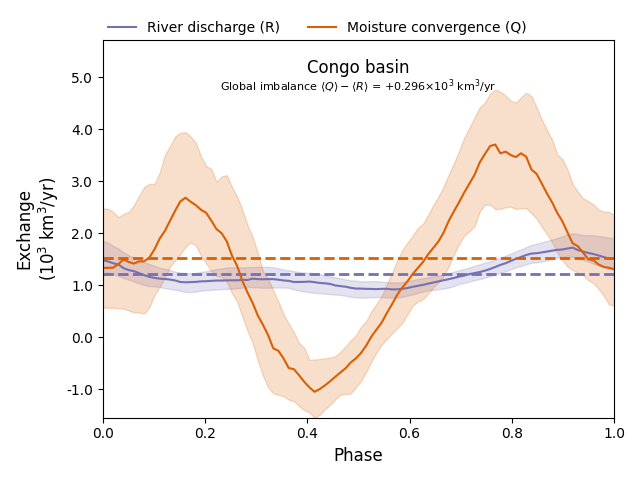 River discharge (R)
Moisture convergence (Q)
Congo basin
Global imbalance ⟨Q⟩ − ⟨R⟩ = +0.296×10³ km³/yr
5.0
4.0
3.0
2.0
1.0
0.0
-1.0
Exchange
(10³ km³/yr)
0.0
0.2
0.4
0.6
0.8
1.0
Phase